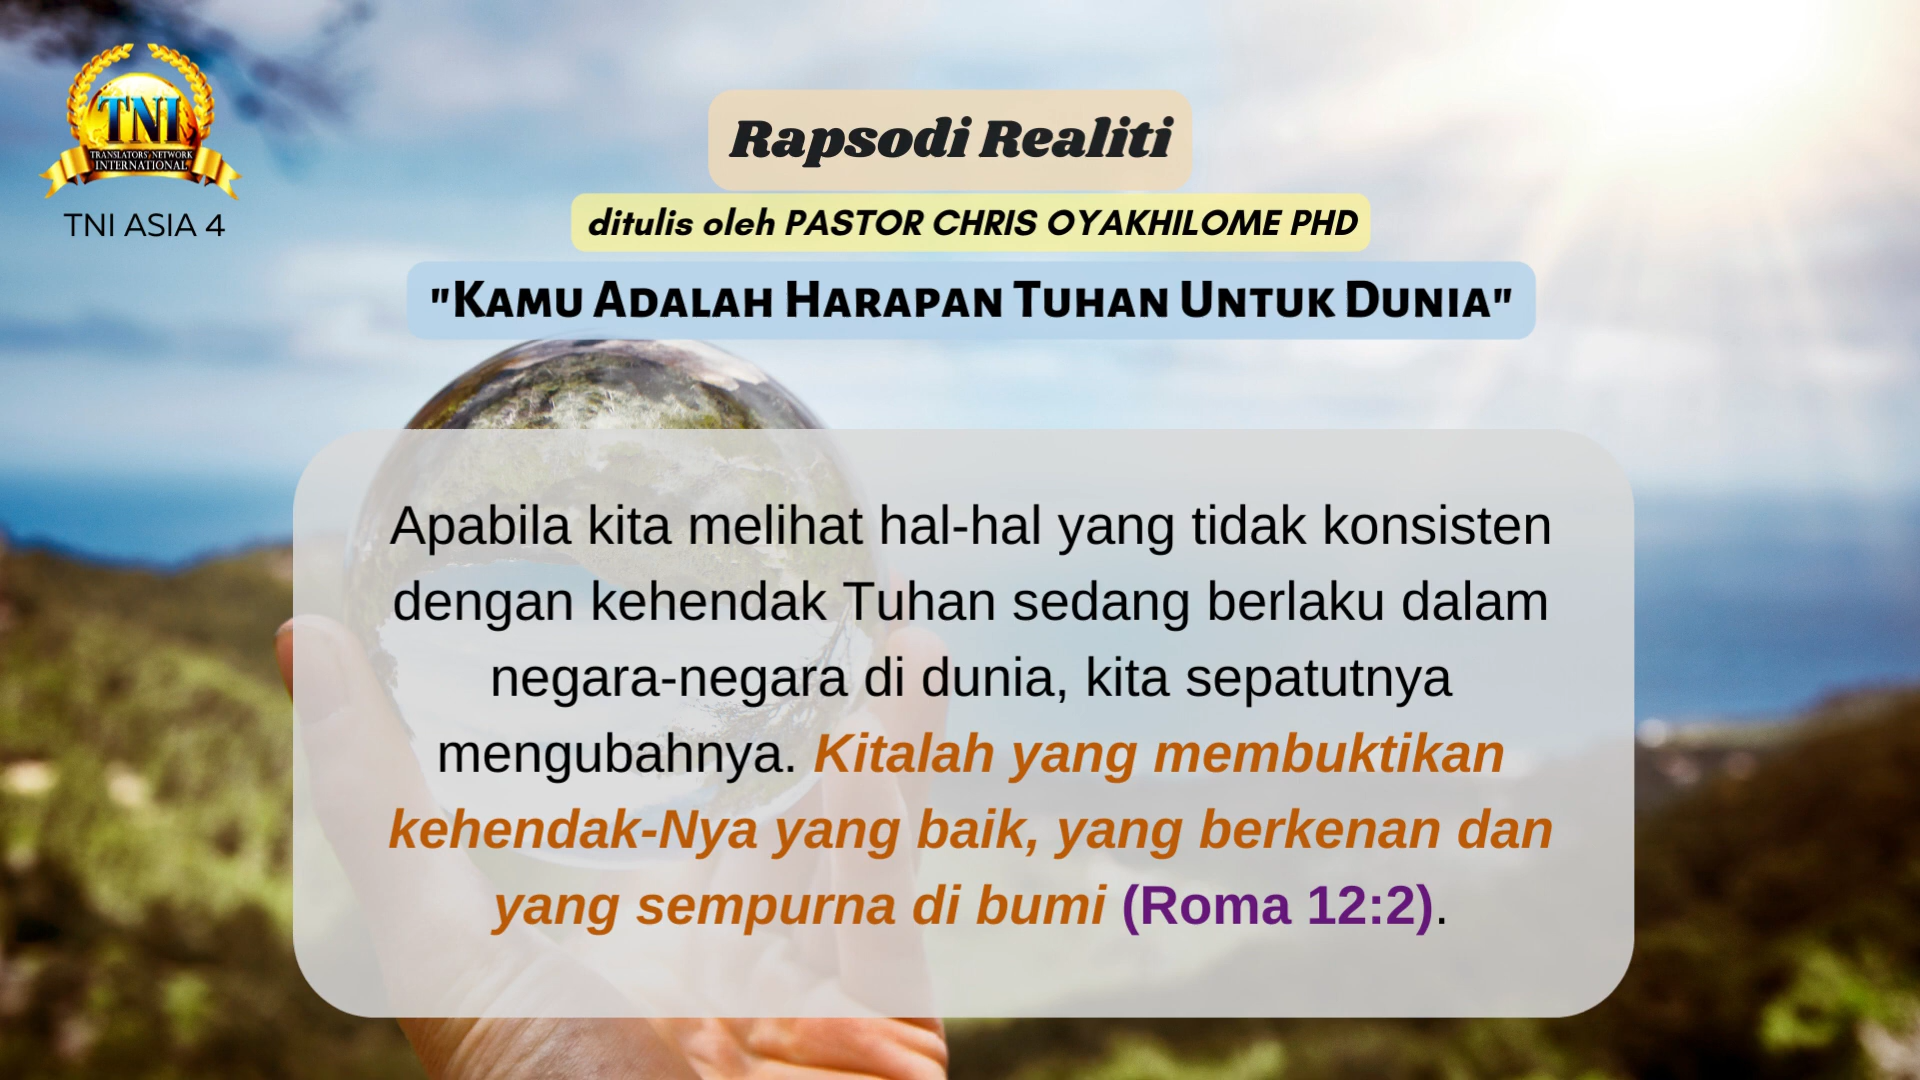 TNI
TRANSLATORS NETWORK
INTERNATIONAL
TNI ASIA 4
Rapsodi Realiti
ditulis oleh PASTOR CHRIS OYAKHILOME PHD
"Kamu Adalah Harapan Tuhan Untuk Dunia"
Apabila kita melihat hal-hal yang tidak konsisten
dengan kehendak Tuhan sedang berlaku dalam
negara-negara di dunia, kita sepatutnya
mengubahnya. Kitalah yang membuktikan
kehendak-Nya yang baik, yang berkenan dan
yang sempurna di bumi (Roma 12:2).